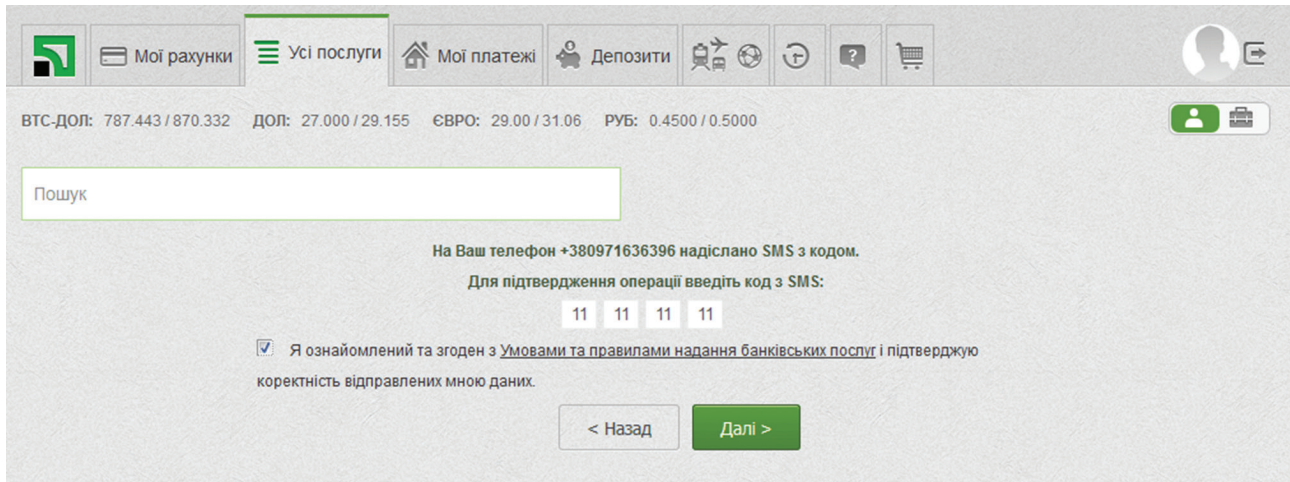 Мої рахунки Усі послуги Мої платежі Депозити
BTC-ДОЛ: 787.443 / 870.332 ДОЛ: 27.000 / 29.155 ЄВРО: 29.00 / 31.06 РУБ: 0.4500 / 0.5000
Пошук
На Ваш телефон +380971636396 надіслано SMS з кодом.
Для підтвердження операції введіть код з SMS:
11 11 11 11
Я ознайомлений та згоден з Умовами та правилами надання банківських послуг і підтверджую
коректність відправлених мною даних.
< Назад Далі >